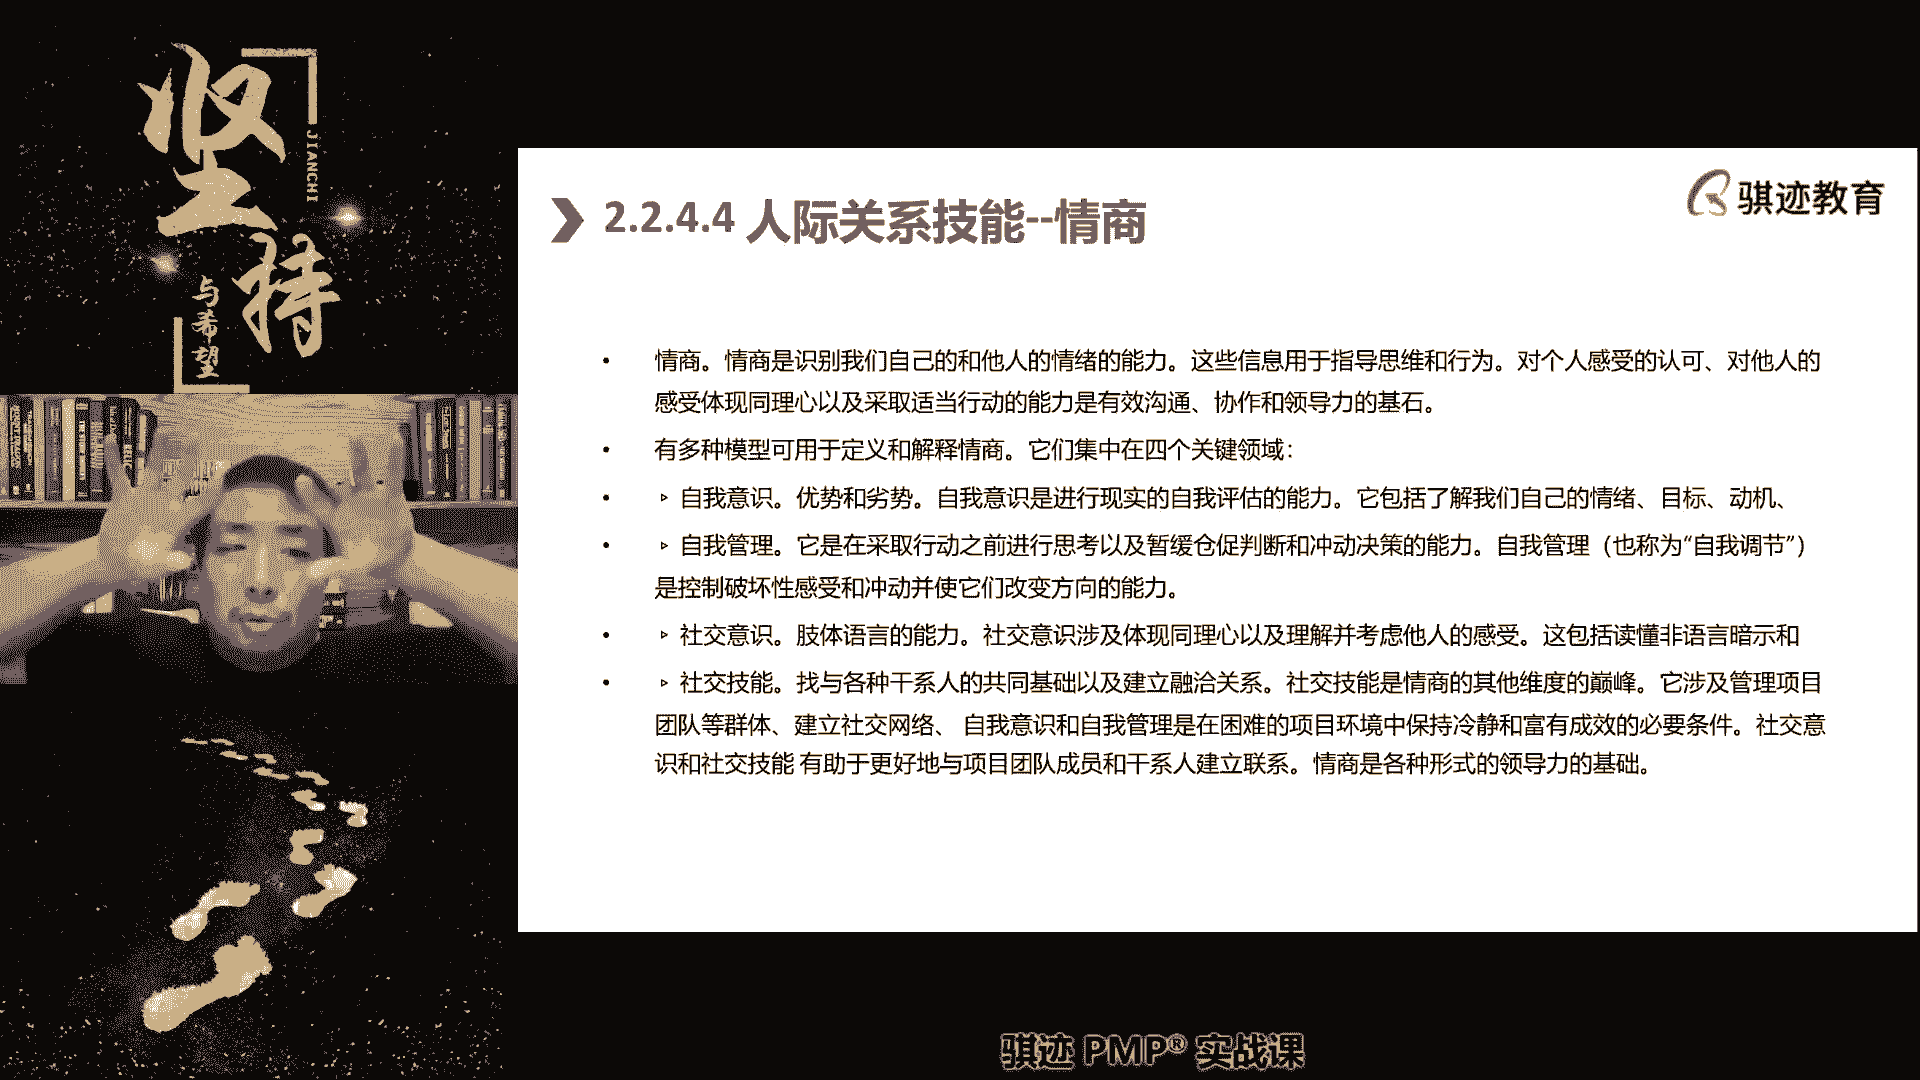 坚持
JIANCHI
与希望
骐迹教育
2.2.4.4 人际关系技能--情商
• 情商。情商是识别我们自己的和他人的情绪的能力。这些信息用于指导思维和行为。对个人感受的认可、对他人的
感受体现同理心以及采取适当行动的能力是有效沟通、协作和领导力的基石。
• 有多种模型可用于定义和解释情商。它们集中在四个关键领域：
• ▹ 自我意识。优势和劣势。自我意识是进行现实的自我评估的能力。它包括了解我们自己的情绪、目标、动机、
• ▹ 自我管理。它是在采取行动之前进行思考以及暂缓仓促判断和冲动决策的能力。自我管理（也称为“自我调节”）
是控制破坏性感受和冲动并使它们改变方向的能力。
• ▹ 社交意识。肢体语言的能力。社交意识涉及体现同理心以及理解并考虑他人的感受。这包括读懂非语言暗示和
• ▹ 社交技能。找与各种干系人的共同基础以及建立融洽关系。社交技能是情商的其他维度的巅峰。它涉及管理项目
团队等群体、建立社交网络、 自我意识和自我管理是在困难的项目环境中保持冷静和富有成效的必要条件。社交意
识和社交技能 有助于更好地与项目团队成员和干系人建立联系。情商是各种形式的领导力的基础。
骐迹 PMP® 实战课